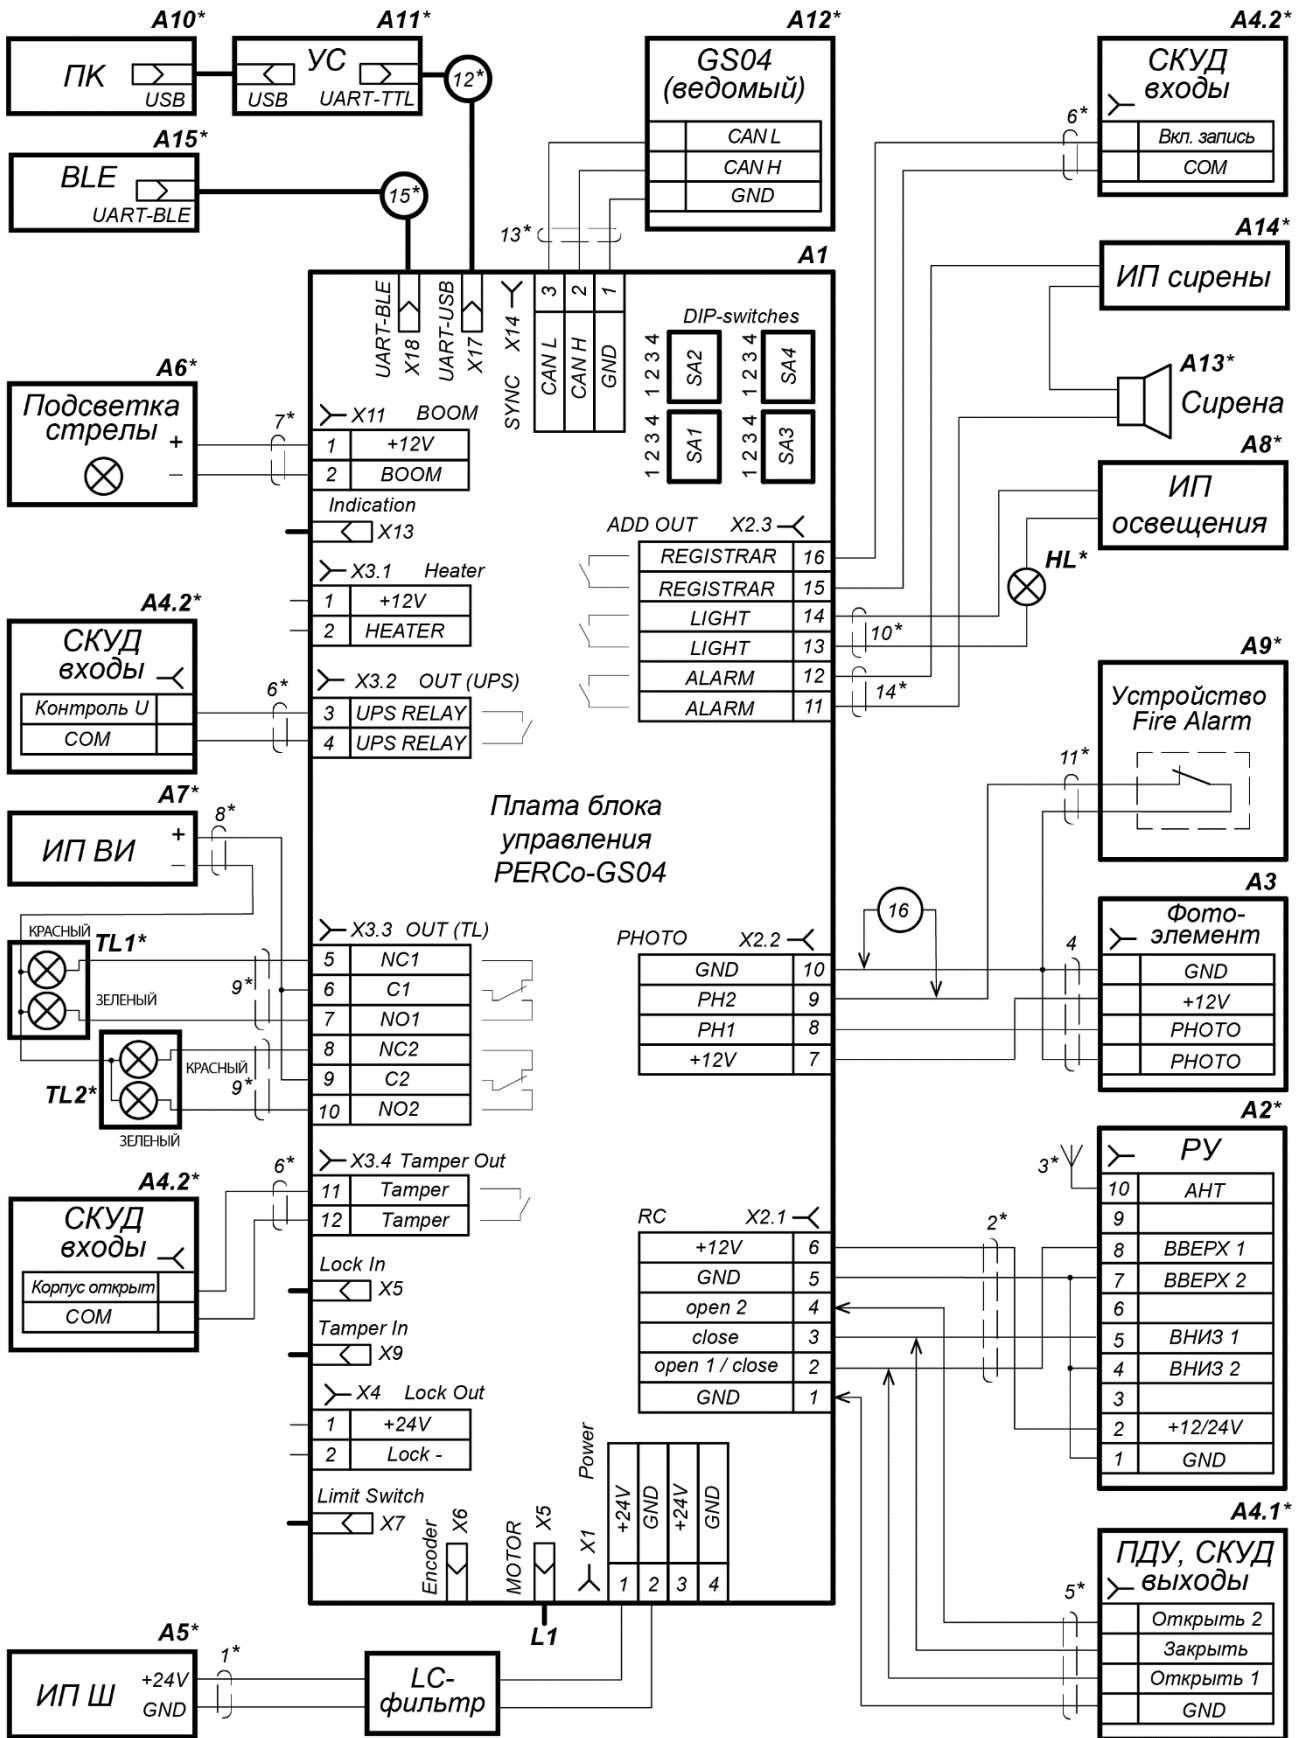 A10*
ПК
USB
A11*
УС
USB
UART-TTL
12*
A15*
BLE
UART-BLE
15*
A12*
GS04
(ведомый)
CAN L
CAN H
GND
13*
A4.2*
СКУД
входы
6*
Вкл. запись
COM
A14*
ИП сирены
A13*
Сирена
A8*
ИП
освещения
HL*
A1
UART-BLE
X18
UART-USB
X17
SYNC X14
3 2 1
CAN L
CAN H
GND
DIP-switches
1 2 3 4
SA2
1 2 3 4
SA4
1 2 3 4
SA1
1 2 3 4
SA3
A6*
Подсветка
стрелы
+
–
7*
X11 BOOM
1 +12V
2 BOOM
Indication
X13
X3.1 Heater
1 +12V
2 HEATER
A4.2*
СКУД
входы
Контроль U
COM
6*
X3.2 OUT (UPS)
3 UPS RELAY
4 UPS RELAY
ADD OUT X2.3
REGISTRAR 16
REGISTRAR 15
LIGHT 14
LIGHT 13
ALARM 12
ALARM 11
10*
14*
A9*
Устройство
Fire Alarm
11*
A7*
ИП ВИ
+
–
8*
Плата блока
управления
PERCo-GS04
КРАСНЫЙ
TL1*
ЗЕЛЕНЫЙ
9*
TL2*
КРАСНЫЙ
9*
ЗЕЛЕНЫЙ
X3.3 OUT (TL)
5 NC1
6 C1
7 NO1
8 NC2
9 C2
10 NO2
16
PHOTO X2.2
GND 10
PH2 9
PH1 8
+12V 7
A3
Фото-
элемент
4
GND
+12V
PHOTO
PHOTO
A4.2*
СКУД
входы
Корпус открыт
COM
6*
X3.4 Tamper Out
11 Tamper
12 Tamper
Lock In
X5
Tamper In
X9
X4 Lock Out
1 +24V
2 Lock -
Limit Switch
X7
RC X2.1
+12V 6
GND 5
open 2 4
close 3
open 1 / close 2
GND 1
2*
A2*
РУ
3*
10 АНТ
9
8 ВВЕРХ 1
7 ВВЕРХ 2
6
5 ВНИЗ 1
4 ВНИЗ 2
3
2 +12/24V
1 GND
Encoder
X6
MOTOR
X5
L1
X1 Power
+24V
GND
+24V
GND
1 2 3 4
A4.1*
ПДУ, СКУД
выходы
5*
Открыть 2
Закрыть
Открыть 1
GND
A5*
ИП Ш
+24V
GND
1*
LC-
фильтр